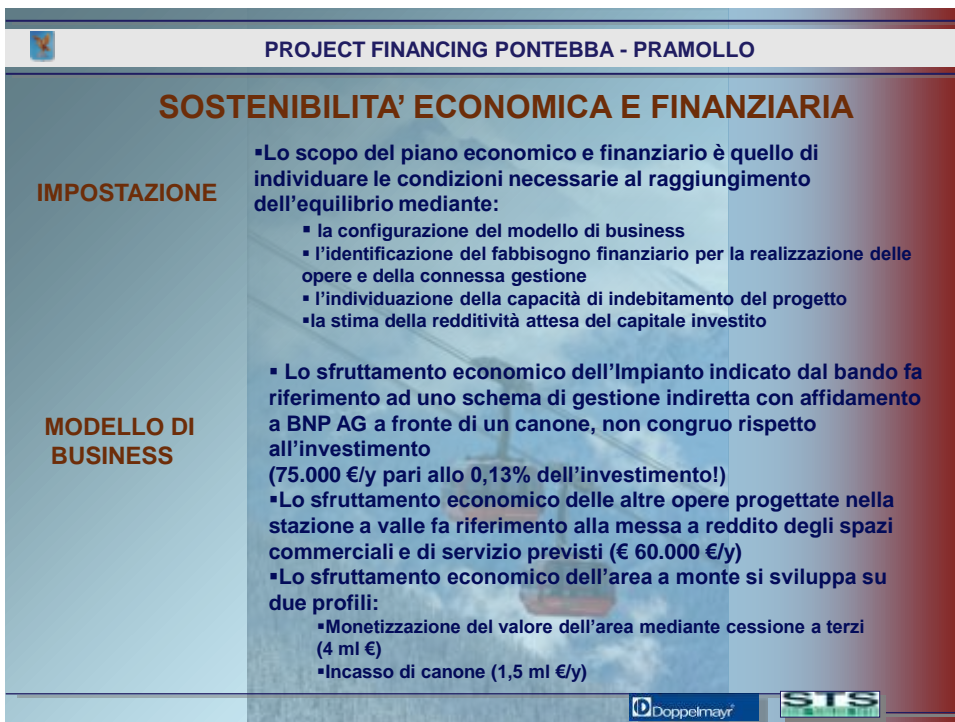 PROJECT FINANCING PONTEBBA - PRAMOLLO
SOSTENIBILITA’ ECONOMICA E FINANZIARIA
IMPOSTAZIONE
▪Lo scopo del piano economico e finanziario è quello di
individuare le condizioni necessarie al raggiungimento
dell’equilibrio mediante:
▪ la configurazione del modello di business
▪ l’identificazione del fabbisogno finanziario per la realizzazione delle
opere e della connessa gestione
▪ l’individuazione della capacità di indebitamento del progetto
▪la stima della redditività attesa del capitale investito
MODELLO DI
BUSINESS
▪ Lo sfruttamento economico dell’Impianto indicato dal bando fa
riferimento ad uno schema di gestione indiretta con affidamento
a BNP AG a fronte di un canone, non congruo rispetto
all’investimento
(75.000 €/y pari allo 0,13% dell’investimento!)
▪Lo sfruttamento economico delle altre opere progettate nella
stazione a valle fa riferimento alla messa a reddito degli spazi
commerciali e di servizio previsti (€ 60.000 €/y)
▪Lo sfruttamento economico dell’area a monte si sviluppa su
due profili:
▪Monetizzazione del valore dell’area mediante cessione a terzi
(4 ml €)
▪Incasso di canone (1,5 ml €/y)
Doppelmayr
STS